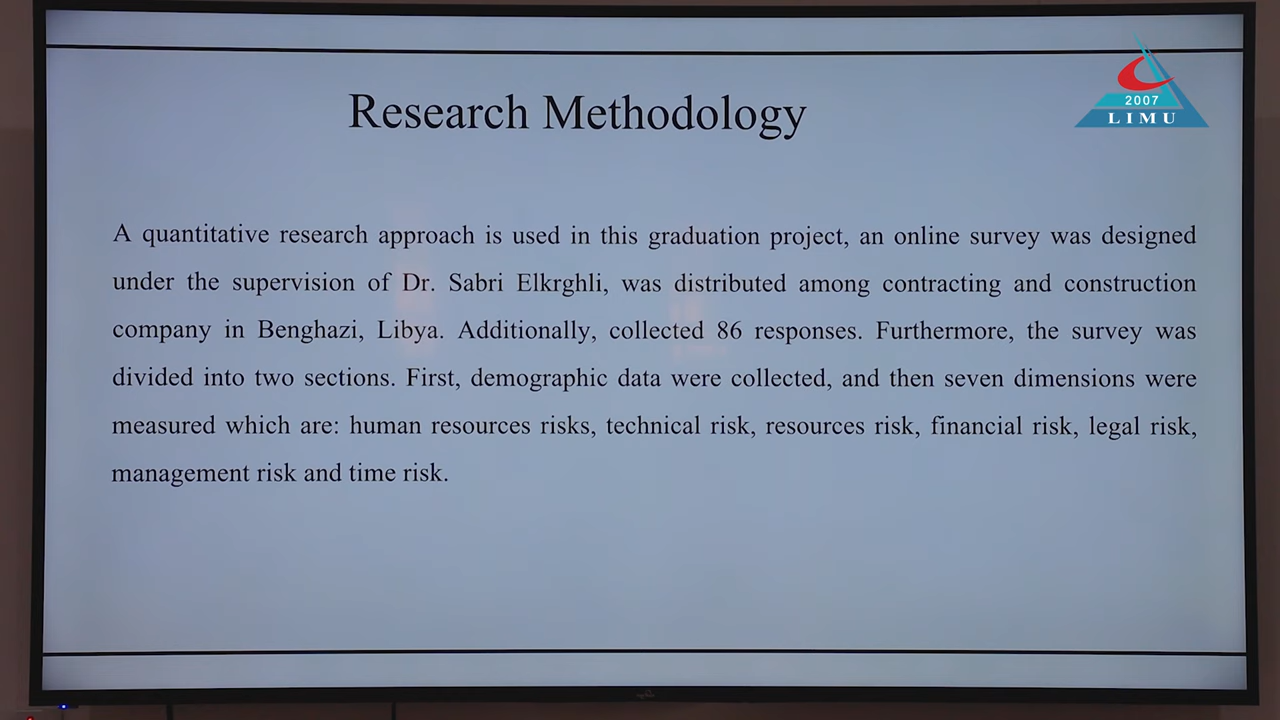 2007
LIMU
Research Methodology
A quantitative research approach is used in this graduation project, an online survey was designed
under the supervision of Dr. Sabri Elkrghli, was distributed among contracting and construction
company in Benghazi, Libya. Additionally, collected 86 responses. Furthermore, the survey was
divided into two sections. First, demographic data were collected, and then seven dimensions were
measured which are: human resources risks, technical risk, resources risk, financial risk, legal risk,
management risk and time risk.